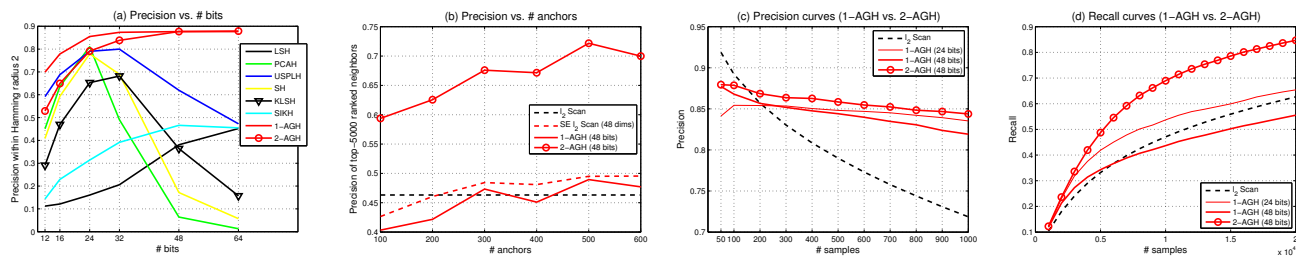 (a) Precision vs. # bits
Precision within Hamming radius 2
0.9
0.8
0.7
0.6
0.5
0.4
0.3
0.2
0.1
0
12 16 24 32 48 64
# bits
LSH
PCAH
USPLH
SH
KLSH
SIKH
1−AGH
2−AGH
(b) Precision vs. # anchors
Precision of top−5000 ranked neighbors
0.75
0.7
0.65
0.6
0.55
0.5
0.45
0.4
100 200 300 400 500 600
# anchors
l2 Scan
SE l2 Scan (48 dims)
1−AGH (48 bits)
2−AGH (48 bits)
(c) Precision curves (1−AGH vs. 2−AGH)
Precision
0.95
0.9
0.85
0.8
0.75
0.7
50 100 200 300 400 500 600 700 800 900 1000
# samples
l2 Scan
1−AGH (24 bits)
1−AGH (48 bits)
2−AGH (48 bits)
(d) Recall curves (1−AGH vs. 2−AGH)
Recall
0.9
0.8
0.7
0.6
0.5
0.4
0.3
0.2
0.1
0 0.5 1 1.5 2
x 10
# samples
l2 Scan
1−AGH (24 bits)
1−AGH (48 bits)
2−AGH (48 bits)